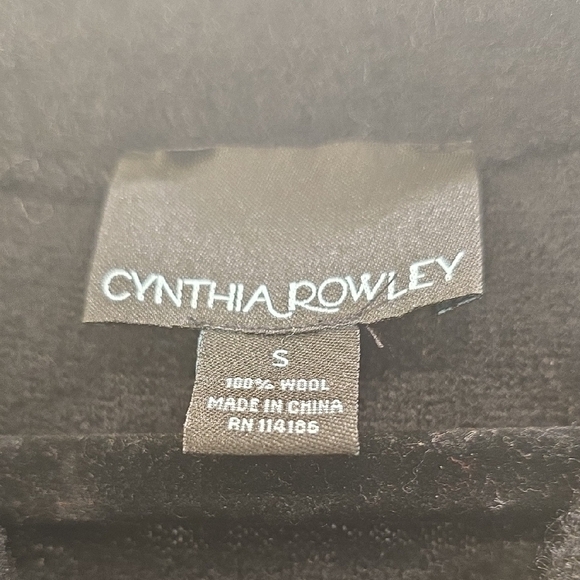 CYNTHIA ROWLEY
S
100% WOOL
MADE IN CHINA
RN 114186